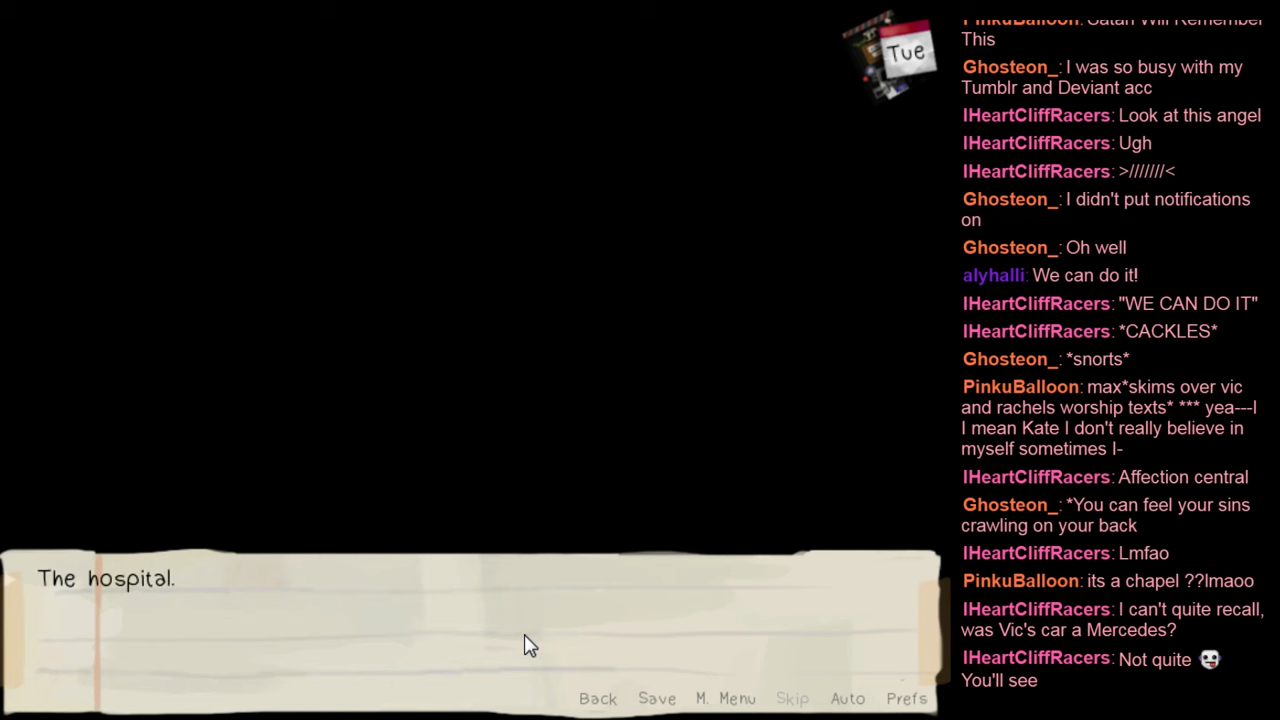 Tue
PinkuBalloon: Satan Will Remember
This
Ghosteon_: I was so busy with my
Tumblr and Deviant acc
IHeartCliffRacers: Look at this angel
IHeartCliffRacers: Ugh
IHeartCliffRacers: >///////<
Ghosteon_: I didn't put notifications
on
Ghosteon_: Oh well
alyhalli: We can do it!
IHeartCliffRacers: "WE CAN DO IT"
IHeartCliffRacers: *CACKLES*
Ghosteon_: *snorts*
PinkuBalloon: max*skims over vic
and rachels worship texts* *** yea---I
I mean Kate I don't really believe in
myself sometimes I-
IHeartCliffRacers: Affection central
Ghosteon_: *You can feel your sins
crawling on your back
IHeartCliffRacers: Lmfao
PinkuBalloon: its a chapel ??lmaoo
IHeartCliffRacers: I can't quite recall,
was Vic's car a Mercedes?
IHeartCliffRacers: Not quite
You'll see
The hospital.
Back Save M. Menu Skip Auto Prefs